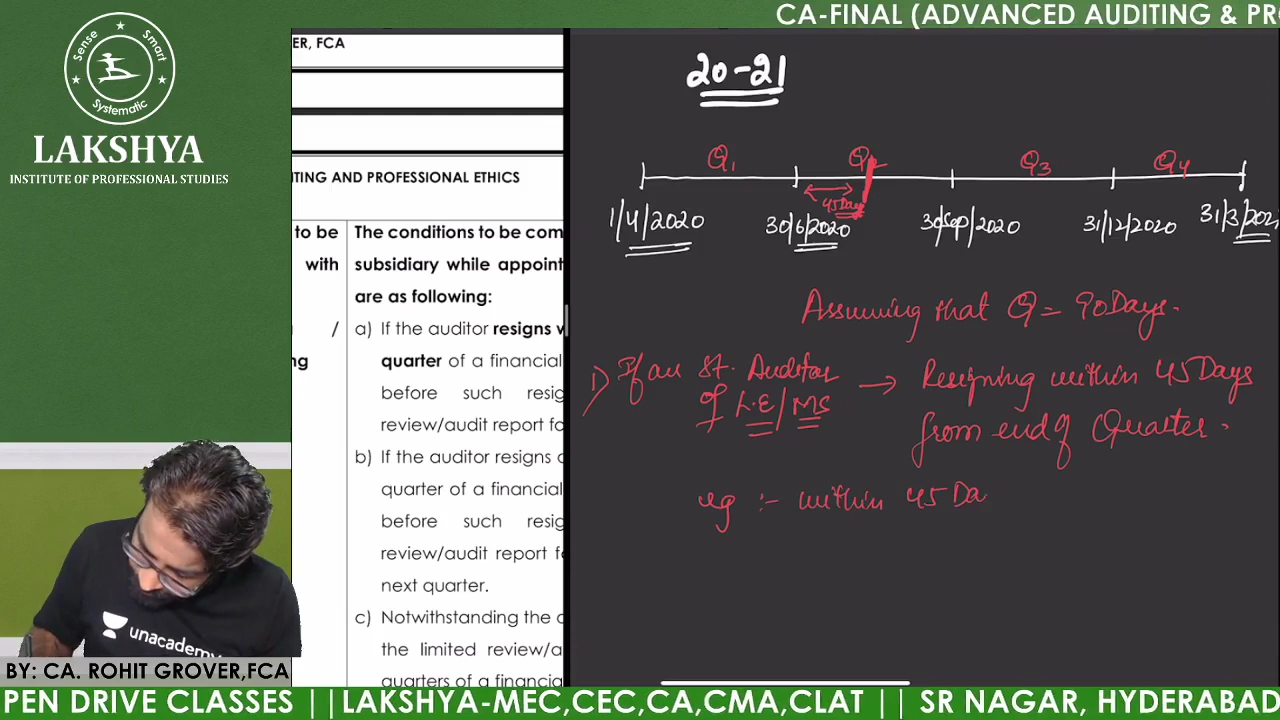 CA-FINAL (ADVANCED AUDITING & PR
Sense
Smart
Systematic
LAKSHYA
INSTITUTE OF PROFESSIONAL STUDIES
ER, FCA
TING AND PROFESSIONAL ETHICS
to be
with
/
ng
The conditions to be com
subsidiary while appoint
are as following:
a) If the auditor resigns w
quarter of a financial
before such resig
review/audit report fo
b) If the auditor resigns a
quarter of a financial
before such resig
review/audit report f
next quarter.
c) Notwithstanding the c
the limited review/a
quarters of a financia
20-21
Q1 Q Q3 Q4
45 Days
1/4/2020 30/6/2020 30/Sep/2020 31/12/2020 31/3/202
Assuming that Q = 90 Days.
1) If an St. Auditor → Resigning within 45 Days
of L.E/MS from end of Quarter.
eg :- within 45 Da
unacademy
BY: CA. ROHIT GROVER,FCA
PEN DRIVE CLASSES ||LAKSHYA-MEC,CEC,CA,CMA,CLAT || SR NAGAR, HYDERABAD